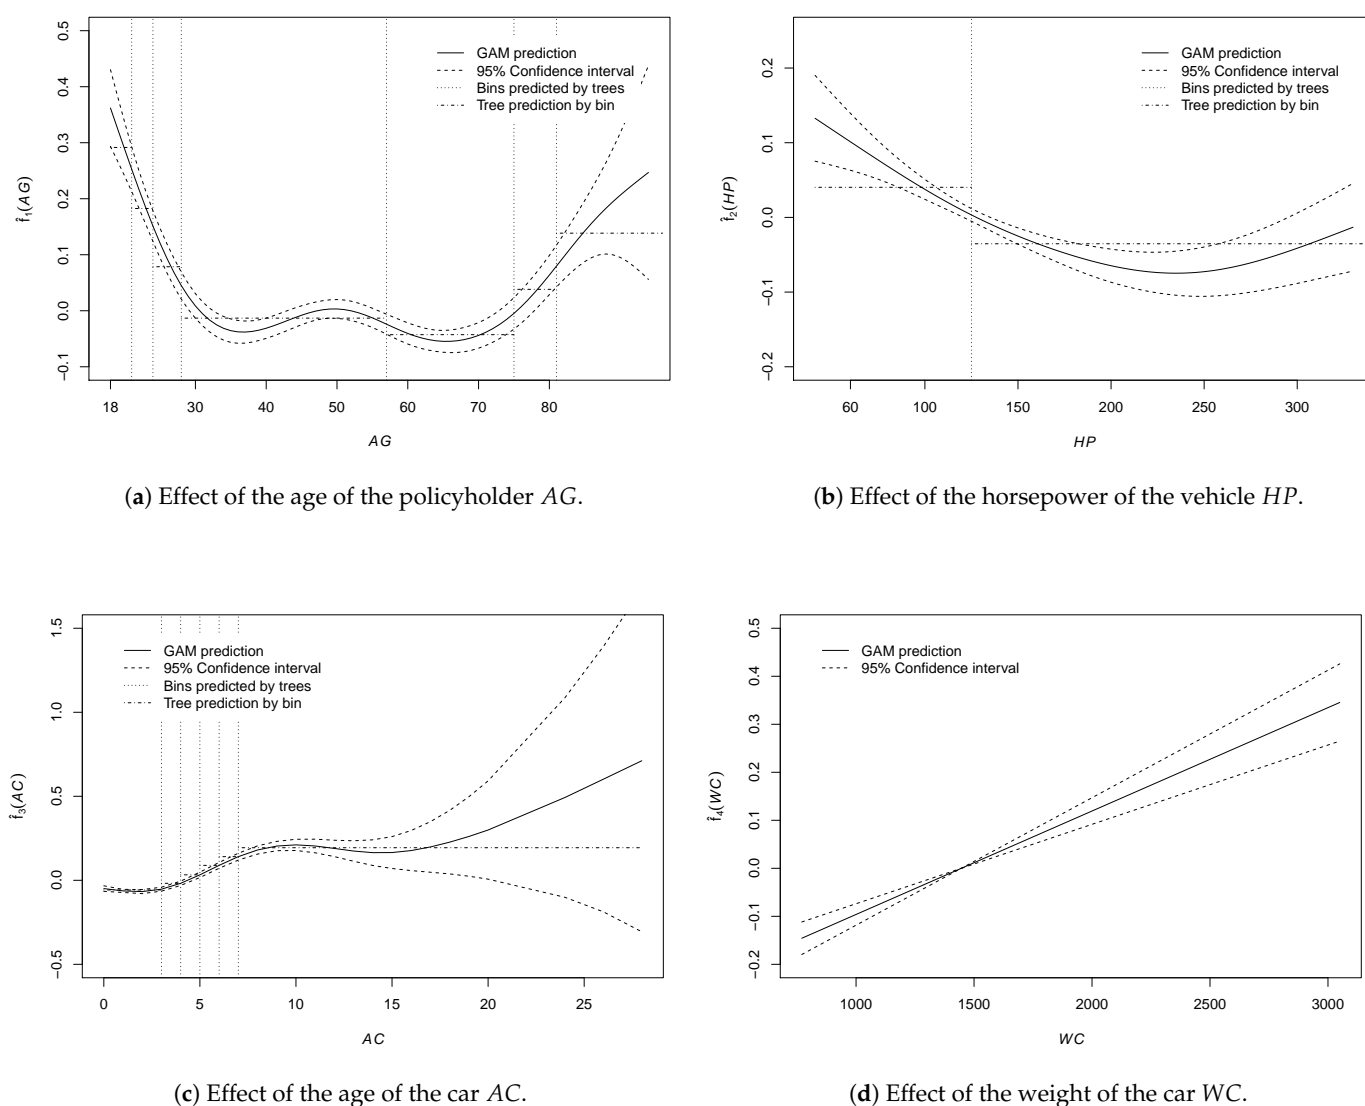 0.5
0.4
0.3
0.2
0.1
0.0
−0.1
f̂1(AG)
GAM prediction
95% Confidence interval
Bins predicted by trees
Tree prediction by bin
18 30 40 50 60 70 80
AG
(a) Effect of the age of the policyholder AG.
0.2
0.1
0.0
−0.1
−0.2
f̂2(HP)
GAM prediction
95% Confidence interval
Bins predicted by trees
Tree prediction by bin
60 100 150 200 250 300
HP
(b) Effect of the horsepower of the vehicle HP.
1.5
1.0
0.5
0.0
−0.5
f̂3(AC)
GAM prediction
95% Confidence interval
Bins predicted by trees
Tree prediction by bin
0 5 10 15 20 25
AC
(c) Effect of the age of the car AC.
0.5
0.4
0.3
0.2
0.1
0.0
−0.1
−0.2
f̂4(WC)
GAM prediction
95% Confidence interval
1000 1500 2000 2500 3000
WC
(d) Effect of the weight of the car WC.